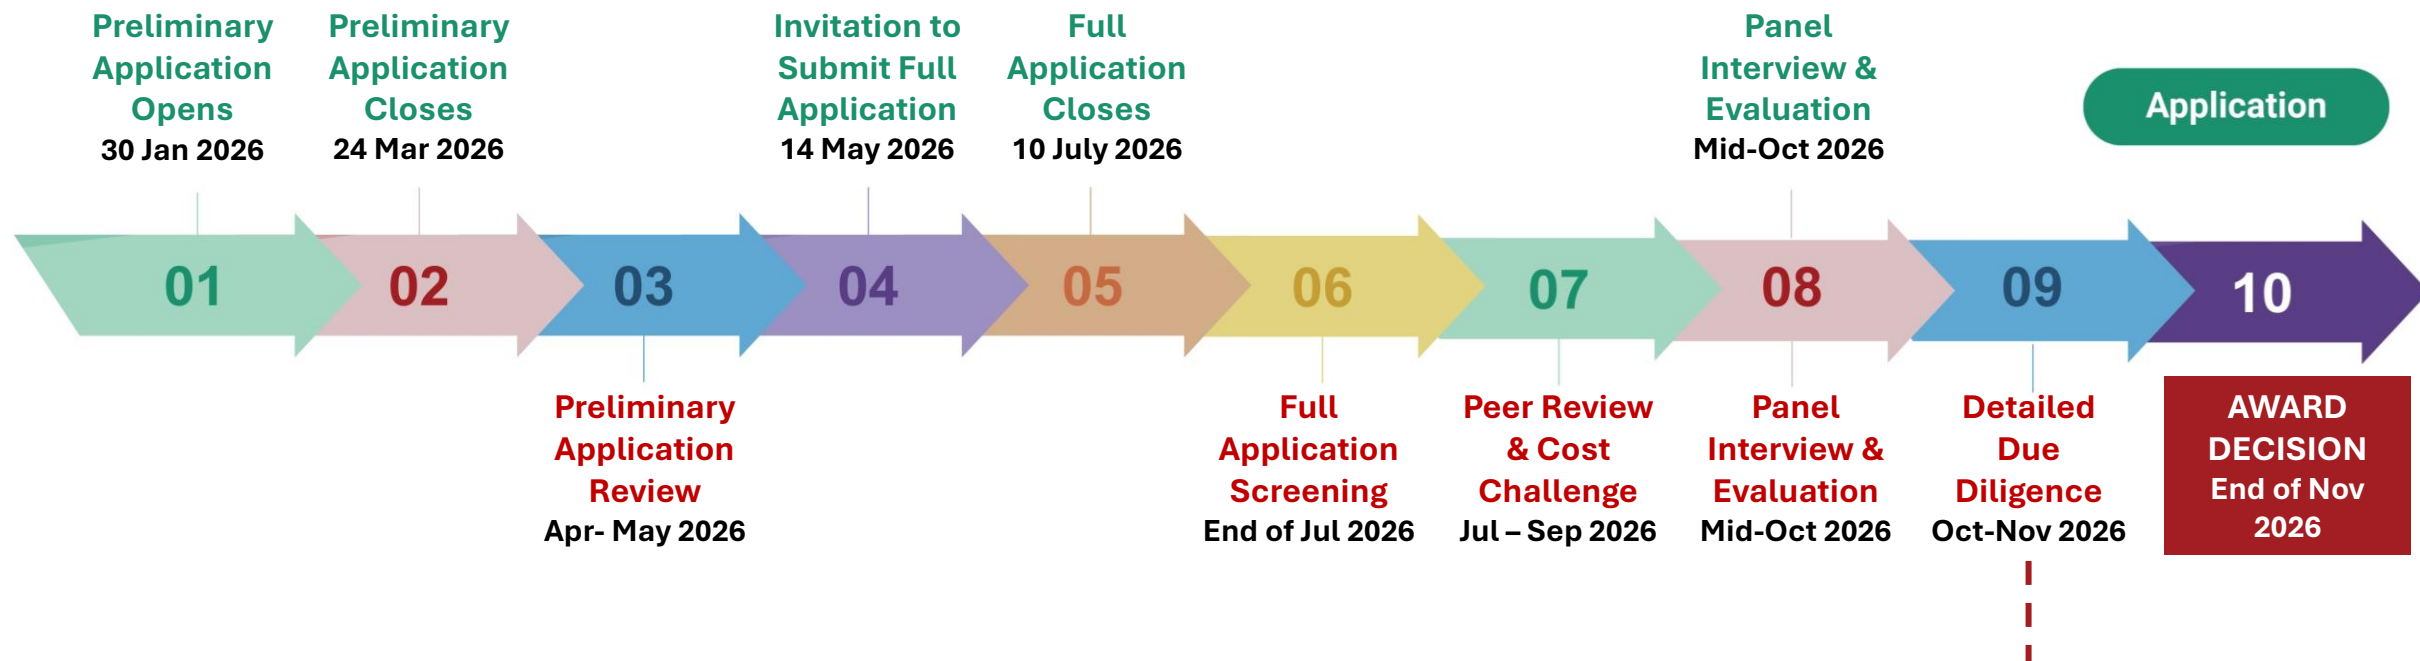 Preliminary
Application
Opens
30 Jan 2026
Preliminary
Application
Closes
24 Mar 2026
Invitation to
Submit Full
Application
14 May 2026
Full
Application
Closes
10 July 2026
Panel
Interview &
Evaluation
Mid-Oct 2026
Application
01
02
03
04
05
06
07
08
09
10
Preliminary
Application
Review
Apr- May 2026
Full
Application
Screening
End of Jul 2026
Peer Review
& Cost
Challenge
Jul – Sep 2026
Panel
Interview &
Evaluation
Mid-Oct 2026
Detailed
Due
Diligence
Oct-Nov 2026
AWARD
DECISION
End of Nov
2026